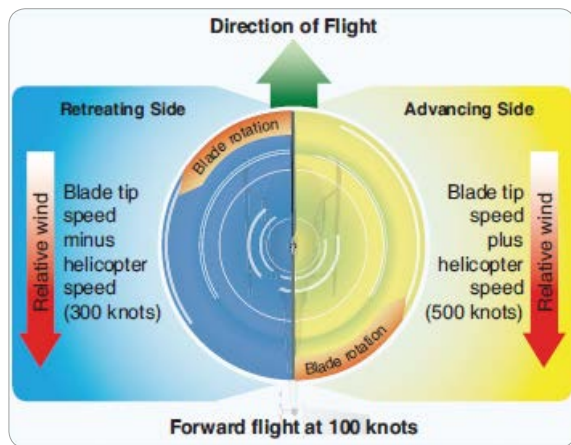 Direction of Flight
Retreating Side
Advancing Side
Blade rotation
Relative wind
Blade tip
speed
minus
helicopter
speed
(300 knots)
Blade tip
speed
plus
helicopter
speed
(500 knots)
Relative wind
Blade rotation
Forward flight at 100 knots